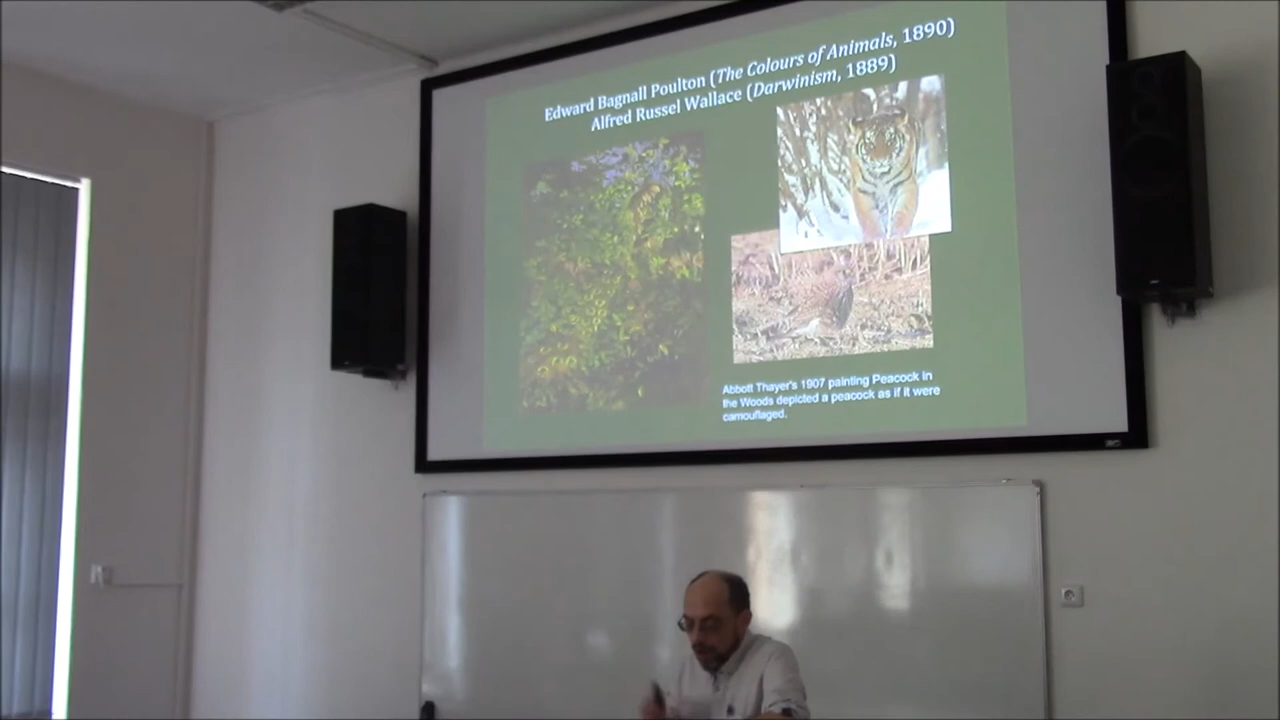 Edward Bagnall Poulton (The Colours of Animals, 1890)
Alfred Russel Wallace (Darwinism, 1889)
Abbott Thayer's 1907 painting Peacock in
the Woods depicted a peacock as if it were
camouflaged.